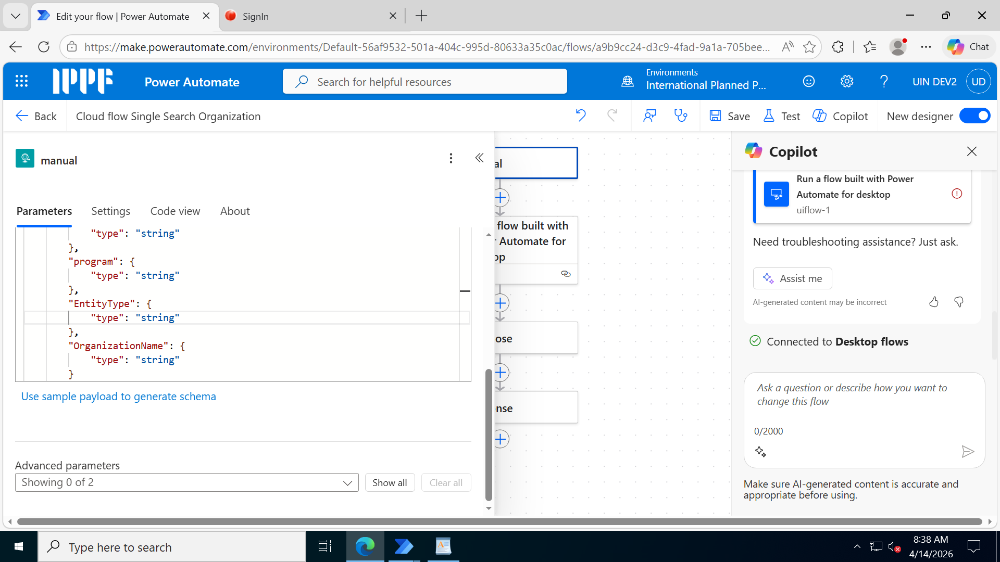 Edit your flow | Power Automate
SignIn
https://make.powerautomate.com/environments/Default-56af9532-501a-404c-995d-80633a35c0ac/flows/a9b9cc24-d3c9-4fad-9a1a-705bee...
Chat
IPPF
Power Automate
Search for helpful resources
Environments
International Planned P...
UIN DEV2
UD
Back
Cloud flow Single Search Organization
Save
Test
Copilot
New designer
manual
Parameters
Settings
Code view
About
"type": "string"
},
"program": {
"type": "string"
},
"EntityType": {
"type": "string"
},
"OrganizationName": {
"type": "string"
}
Use sample payload to generate schema
Advanced parameters
Showing 0 of 2
Show all
Clear all
al
flow built with
Automate for
op
ose
nse
Copilot
Run a flow built with Power
Automate for desktop
uiflow-1
Need troubleshooting assistance? Just ask.
Assist me
AI-generated content may be incorrect
Connected to Desktop flows
Ask a question or describe how you want to
change this flow
0/2000
Make sure AI-generated content is accurate and
appropriate before using.
Type here to search
8:38 AM
4/14/2026